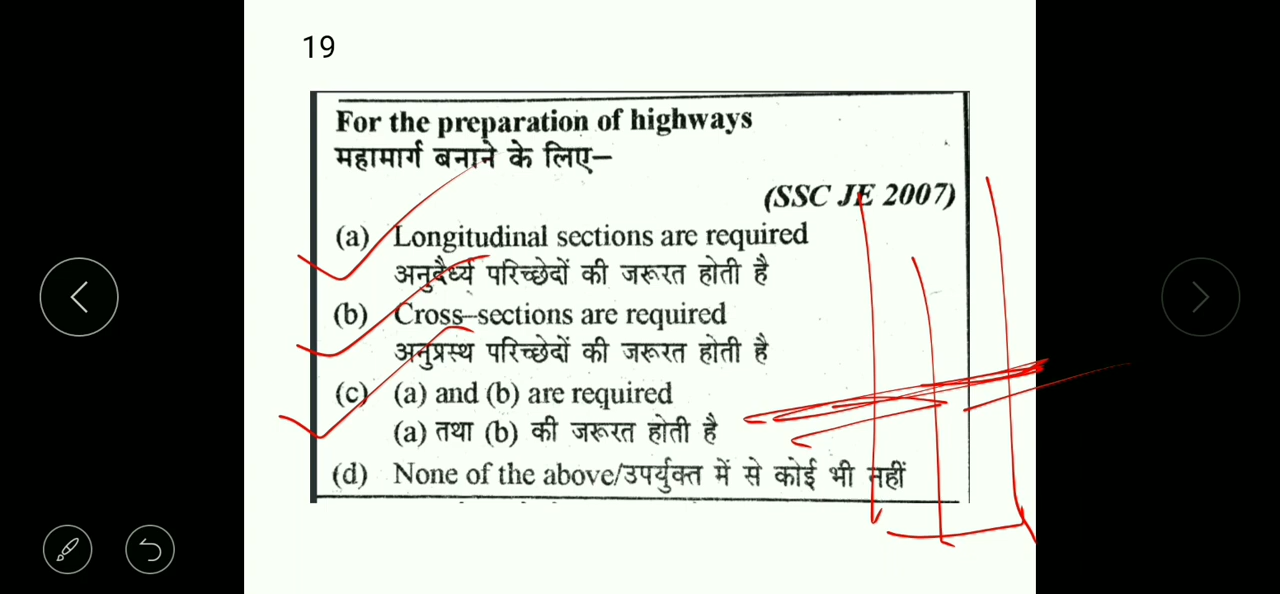 19
For the preparation of highways
महामार्ग बनाने के लिए–
(SSC JE 2007)
(a) Longitudinal sections are required
अनुदैर्ध्य परिच्छेदों की जरूरत होती है
(b) Cross–sections are required
अनुप्रस्थ परिच्छेदों की जरूरत होती है
(c) (a) and (b) are required
(a) तथा (b) की जरूरत होती है
(d) None of the above/उपर्युक्त में से कोई भी नहीं